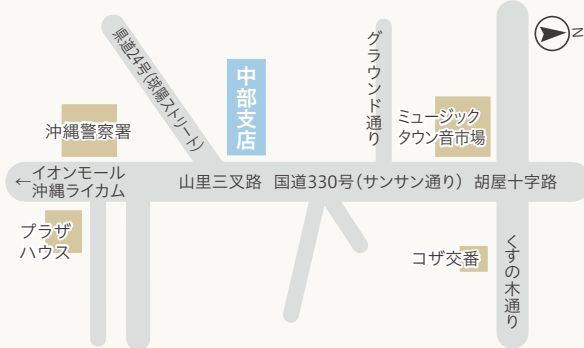 県道24号(球陽ストリート)
中部支店
グラウンド通り
ミュージック
タウン音市場
N
沖縄警察署
←イオンモール
沖縄ライカム
山里三叉路
国道330号(サンサン通り)
胡屋十字路
プラザ
ハウス
コザ交番
くすの木通り